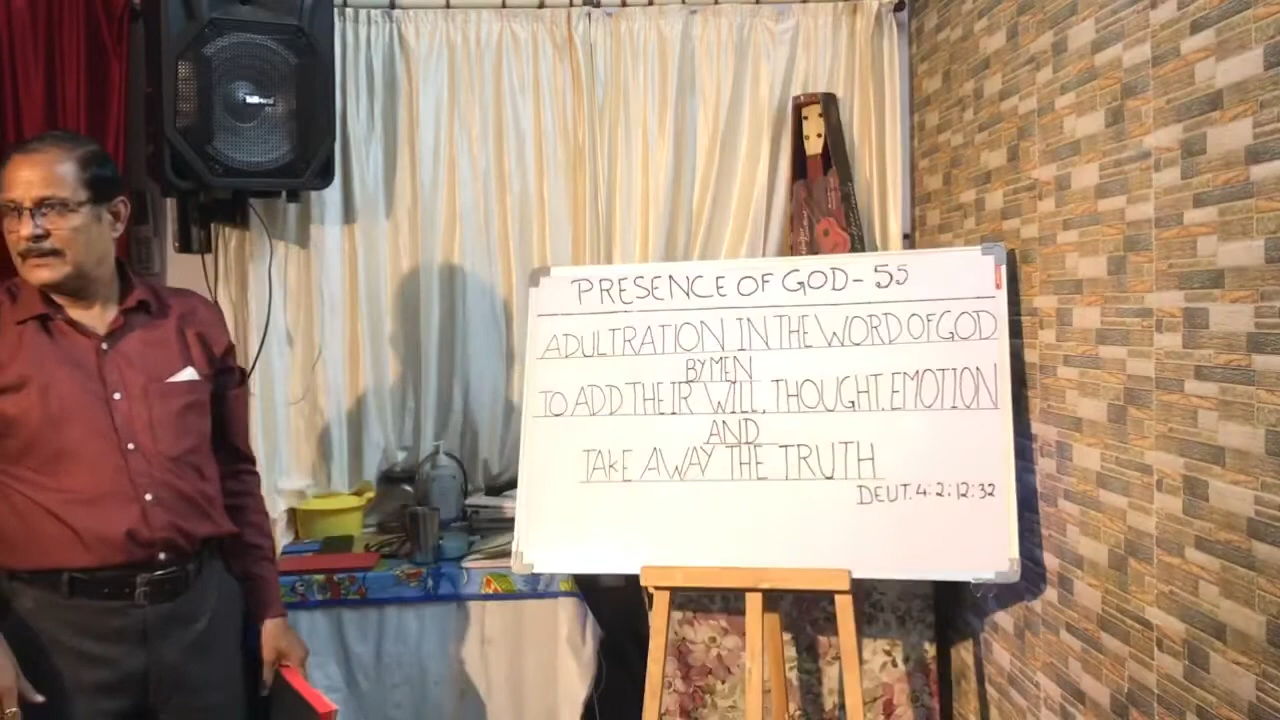 PRESENCE OF GOD - 55
ADULTRATION IN THE WORD OF GOD
BY MEN
TO ADD THEIR WILL, THOUGHT, EMOTION
AND
TAKE AWAY THE TRUTH
DEUT. 4:2:12:32